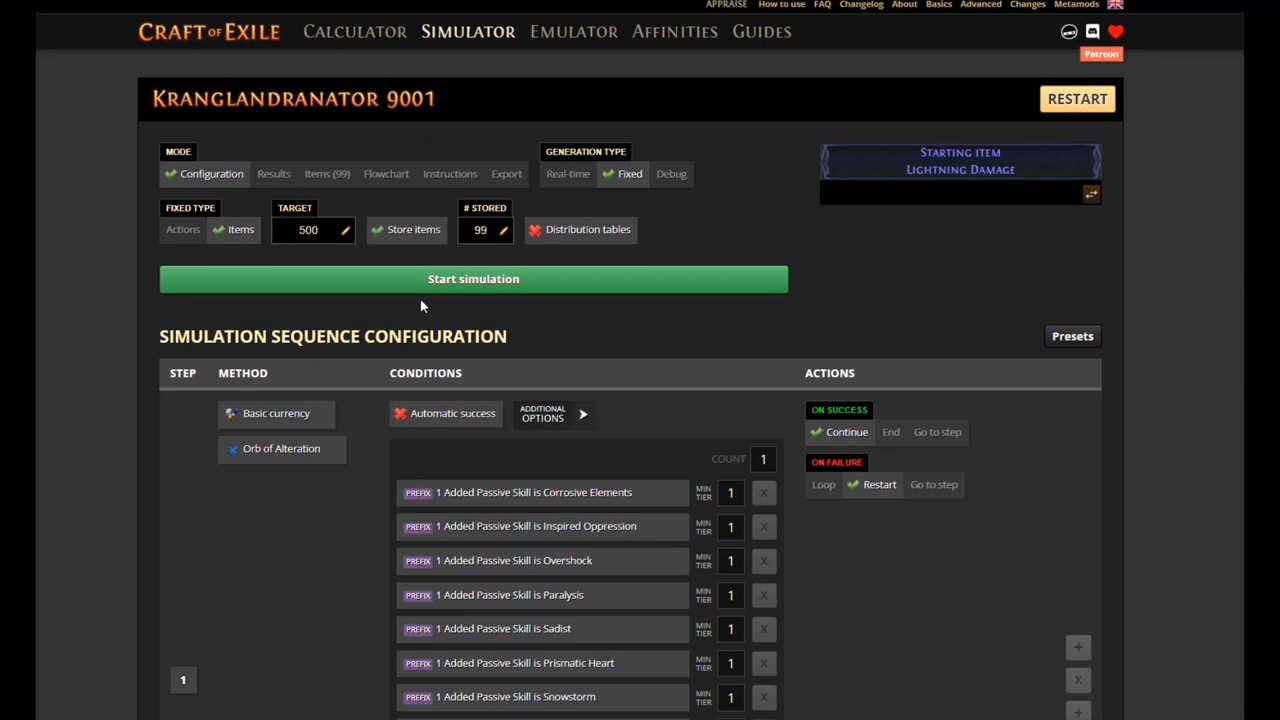 APPRAISE How to use FAQ Changelog About Basics Advanced Changes Metamods
CRAFT OF EXILE CALCULATOR SIMULATOR EMULATOR AFFINITIES GUIDES
Patreon
KRANGLANDRANATOR 9001 RESTART
MODE GENERATION TYPE
Configuration Results Items (99) Flowchart Instructions Export Real-time Fixed Debug
STARTING ITEM
LIGHTNING DAMAGE
FIXED TYPE TARGET # STORED
Actions Items 500 Store items 99 Distribution tables
Start simulation
SIMULATION SEQUENCE CONFIGURATION Presets
STEP METHOD CONDITIONS ACTIONS
Basic currency Automatic success ADDITIONAL OPTIONS ON SUCCESS
Continue End Go to step
Orb of Alteration COUNT 1 ON FAILURE
Loop Restart Go to step
PREFIX 1 Added Passive Skill is Corrosive Elements MIN TIER 1 X
PREFIX 1 Added Passive Skill is Inspired Oppression MIN TIER 1 X
PREFIX 1 Added Passive Skill is Overshock MIN TIER 1 X
PREFIX 1 Added Passive Skill is Paralysis MIN TIER 1 X
PREFIX 1 Added Passive Skill is Sadist MIN TIER 1 X
+
PREFIX 1 Added Passive Skill is Prismatic Heart MIN TIER 1 X
1 X
PREFIX 1 Added Passive Skill is Snowstorm MIN TIER 1 X
+